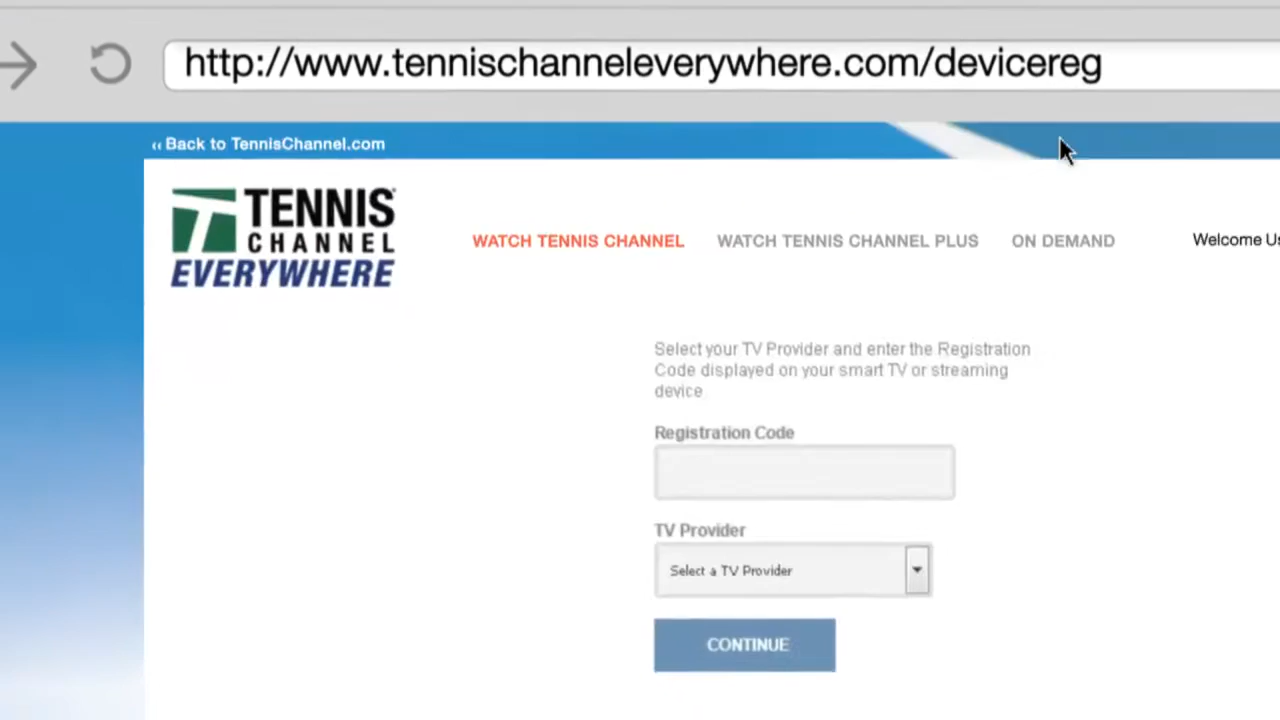 http://www.tennischanneleverywhere.com/devicereg
‹‹ Back to TennisChannel.com
TENNIS
CHANNEL
EVERYWHERE
WATCH TENNIS CHANNEL WATCH TENNIS CHANNEL PLUS ON DEMAND Welcome
Select your TV Provider and enter the Registration
Code displayed on your smart TV or streaming
device
Registration Code
TV Provider
Select a TV Provider
CONTINUE